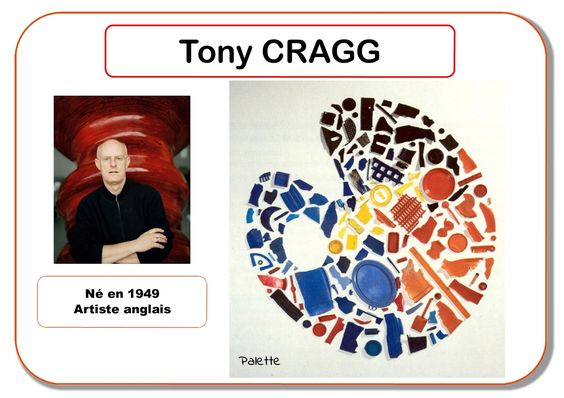 Tony CRAGG
Né en 1949
Artiste anglais
Palette